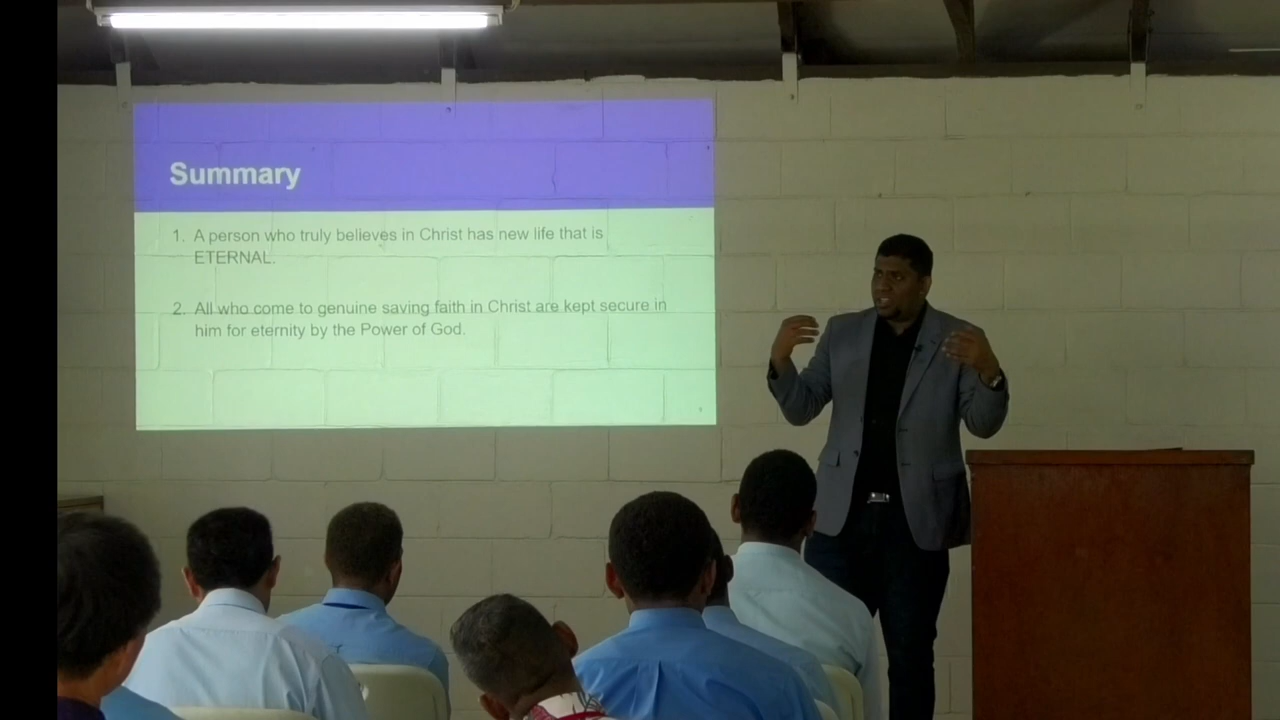 Summary
1. A person who truly believes in Christ has new life that is
ETERNAL.
2. All who come to genuine saving faith in Christ are kept secure in
him for eternity by the Power of God.